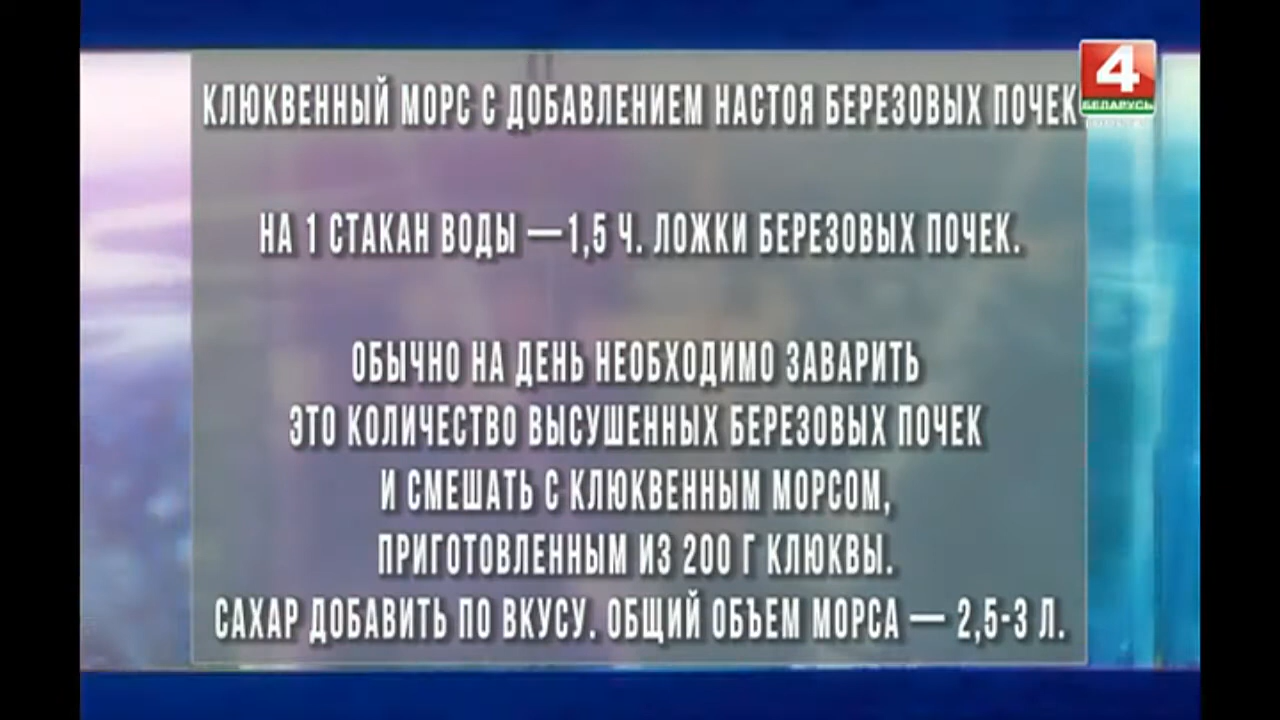 КЛЮКВЕННЫЙ МОРС С ДОБАВЛЕНИЕМ НАСТОЯ БЕРЕЗОВЫХ ПОЧЕК
4
БЕЛАРУСЬ
НА 1 СТАКАН ВОДЫ —1,5 Ч. ЛОЖКИ БЕРЕЗОВЫХ ПОЧЕК.
ОБЫЧНО НА ДЕНЬ НЕОБХОДИМО ЗАВАРИТЬ
ЭТО КОЛИЧЕСТВО ВЫСУШЕННЫХ БЕРЕЗОВЫХ ПОЧЕК
И СМЕШАТЬ С КЛЮКВЕННЫМ МОРСОМ,
ПРИГОТОВЛЕННЫМ ИЗ 200 Г КЛЮКВЫ.
САХАР ДОБАВИТЬ ПО ВКУСУ. ОБЩИЙ ОБЪЕМ МОРСА — 2,5-3 Л.